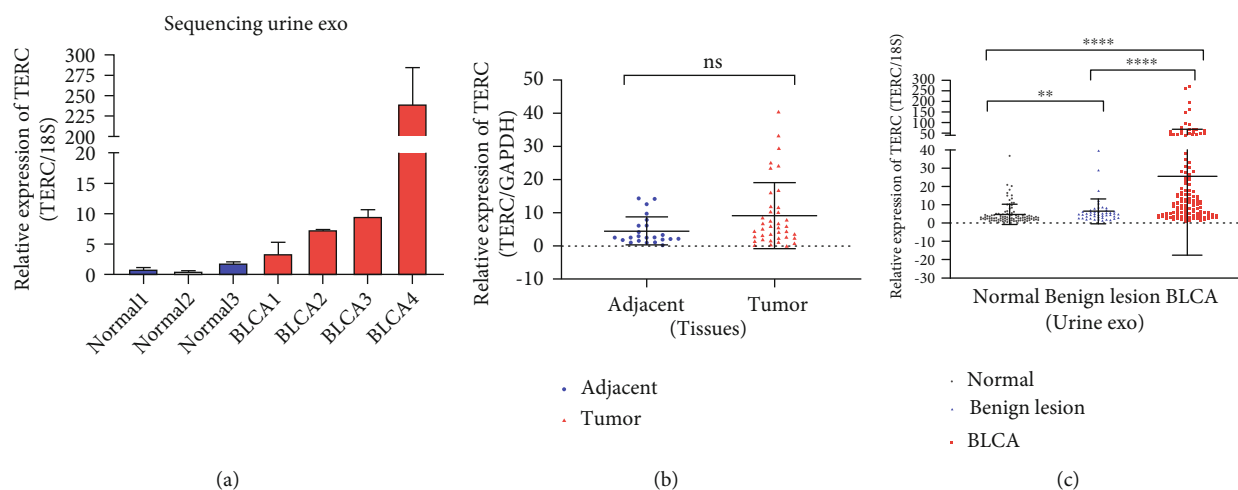 Sequencing urine exo
Relative expression of TERC
(TERC/18S)
300
275
250
225
200
20
15
10
5
0
Normal1
Normal2
Normal3
BLCA1
BLCA2
BLCA3
BLCA4
(a)
Relative expression of TERC
(TERC/GAPDH)
50
40
30
20
10
0
-10
ns
Adjacent
Tumor
(Tissues)
Adjacent
Tumor
(b)
Relative expression of TERC (TERC/18S)
300
250
200
150
100
50
40
30
20
10
0
-10
-20
-30
****
****
**
Normal Benign lesion BLCA
(Urine exo)
Normal
Benign lesion
BLCA
(c)